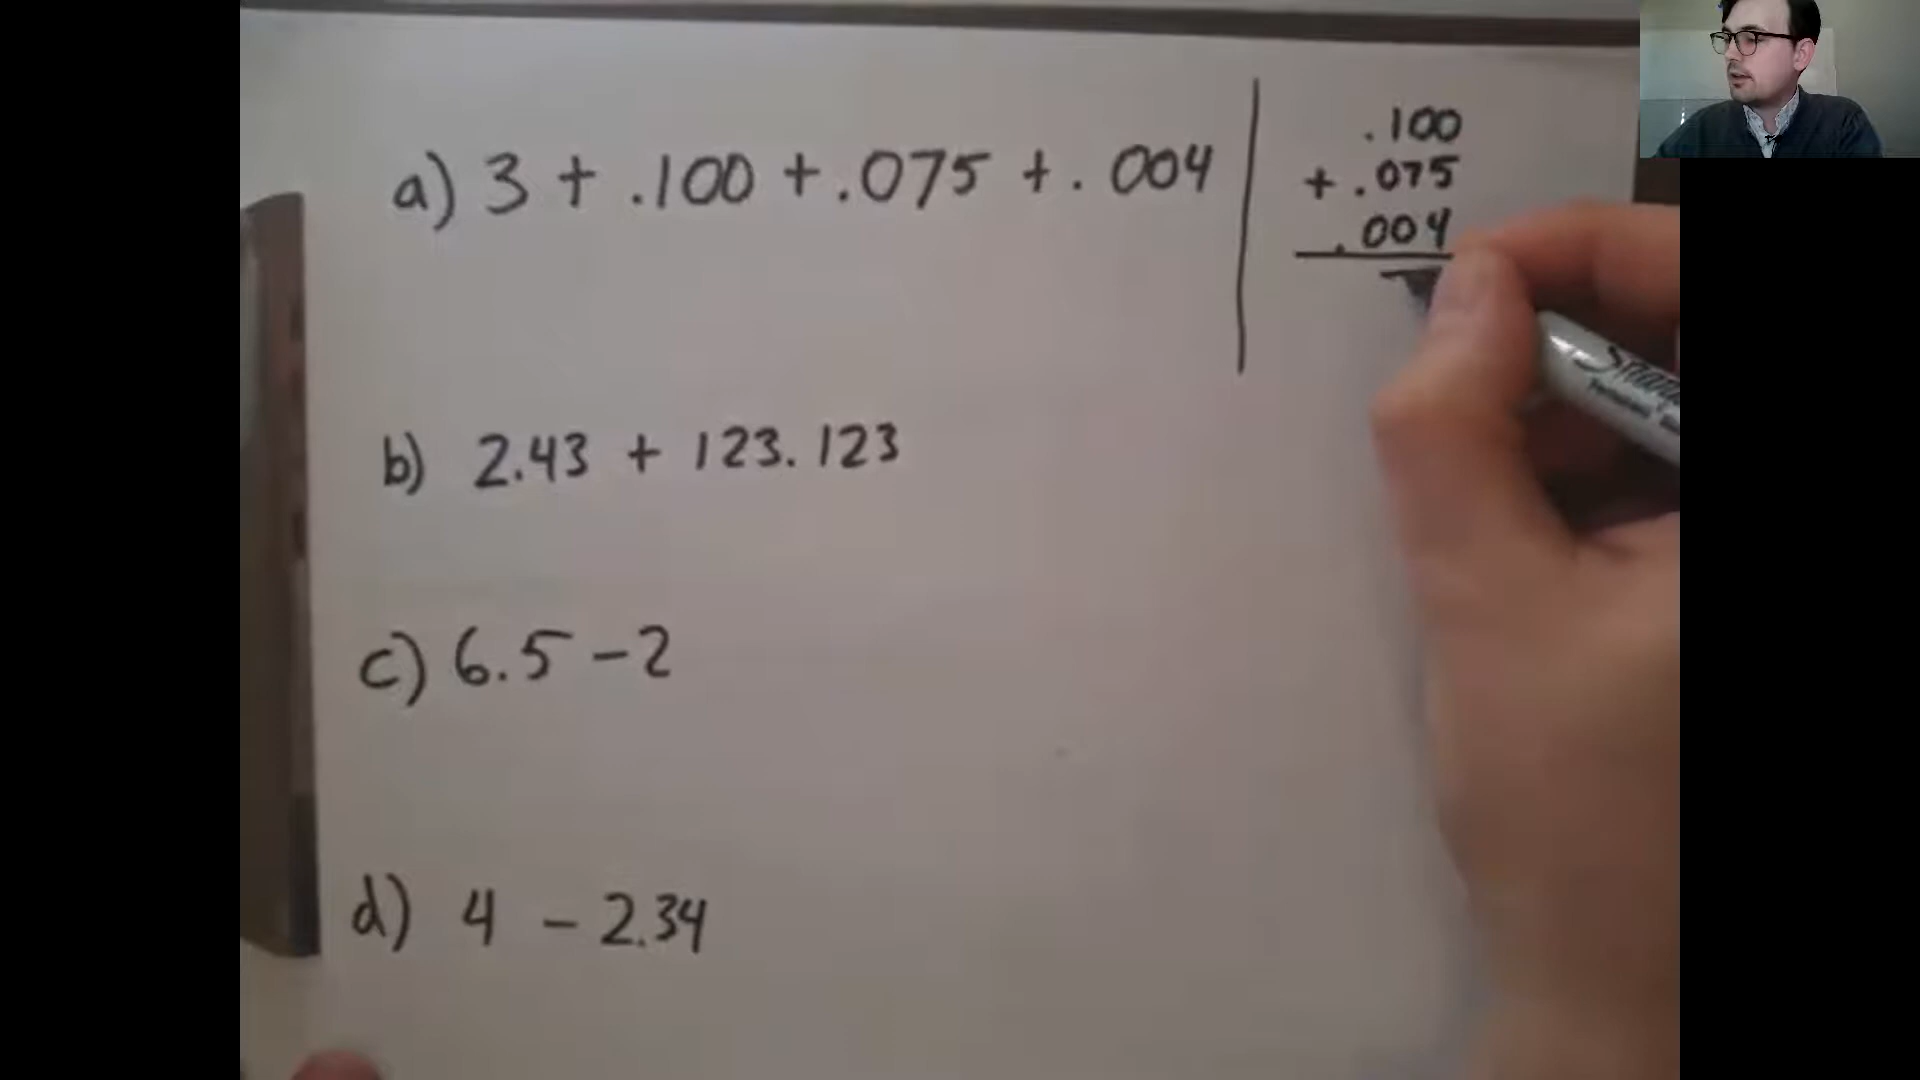 a) 3 + .100 + .075 + .004
.100
+ .075
.004
b) 2.43 + 123.123
c) 6.5 - 2
d) 4 - 2.34